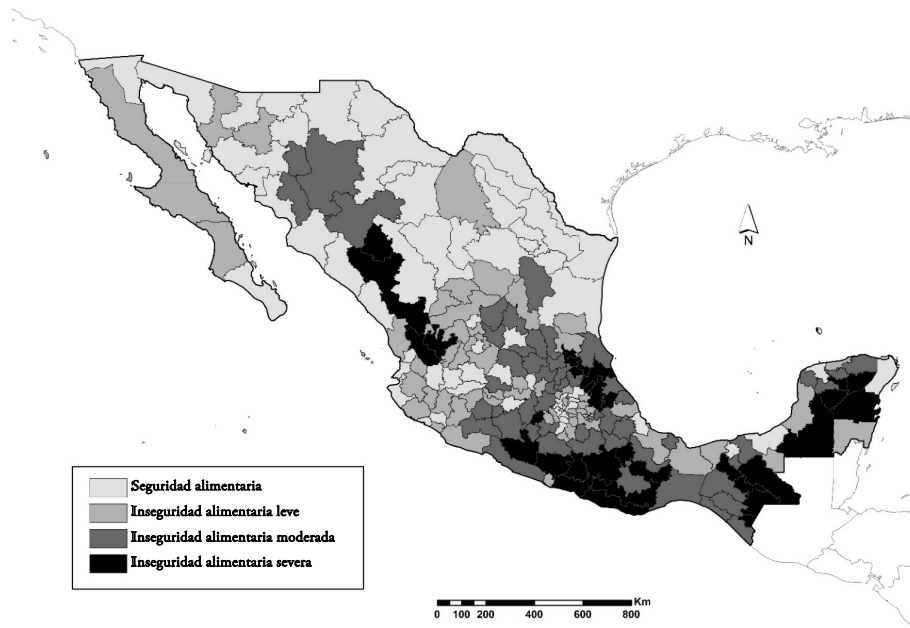 N
Seguridad alimentaria
Inseguridad alimentaria leve
Inseguridad alimentaria moderada
Inseguridad alimentaria severa
Km
0 100 200 400 600 800